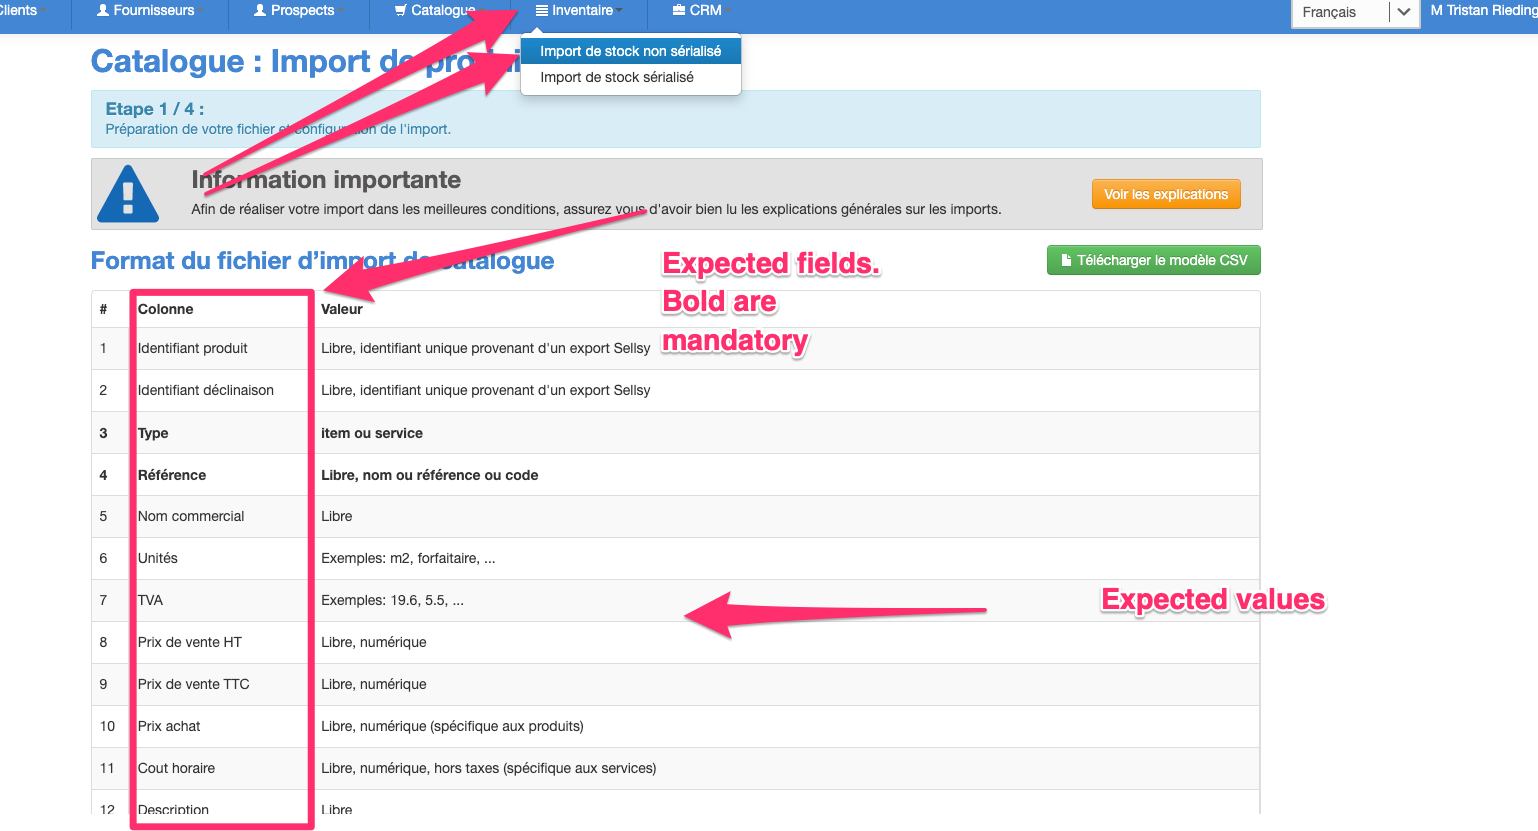 Clients
Fournisseurs
Prospects
Catalogue
Inventaire
CRM
Français
M Tristan Rieding
Import de stock non sérialisé
Import de stock sérialisé
Catalogue : Import de produi
Etape 1 / 4 :
Préparation de votre fichier et configuration de l'import.
Information importante
Afin de réaliser votre import dans les meilleures conditions, assurez vous d'avoir bien lu les explications générales sur les imports.
Voir les explications
Format du fichier d'import de catalogue
Télécharger le modèle CSV
Expected fields.
Bold are
mandatory
# Colonne Valeur
1 Identifiant produit Libre, identifiant unique provenant d'un export Sellsy
2 Identifiant déclinaison Libre, identifiant unique provenant d'un export Sellsy
3 Type item ou service
4 Référence Libre, nom ou référence ou code
5 Nom commercial Libre
6 Unités Exemples: m2, forfaitaire, ...
7 TVA Exemples: 19.6, 5.5, ...
Expected values
8 Prix de vente HT Libre, numérique
9 Prix de vente TTC Libre, numérique
10 Prix achat Libre, numérique (spécifique aux produits)
11 Cout horaire Libre, numérique, hors taxes (spécifique aux services)
12 Description Libre